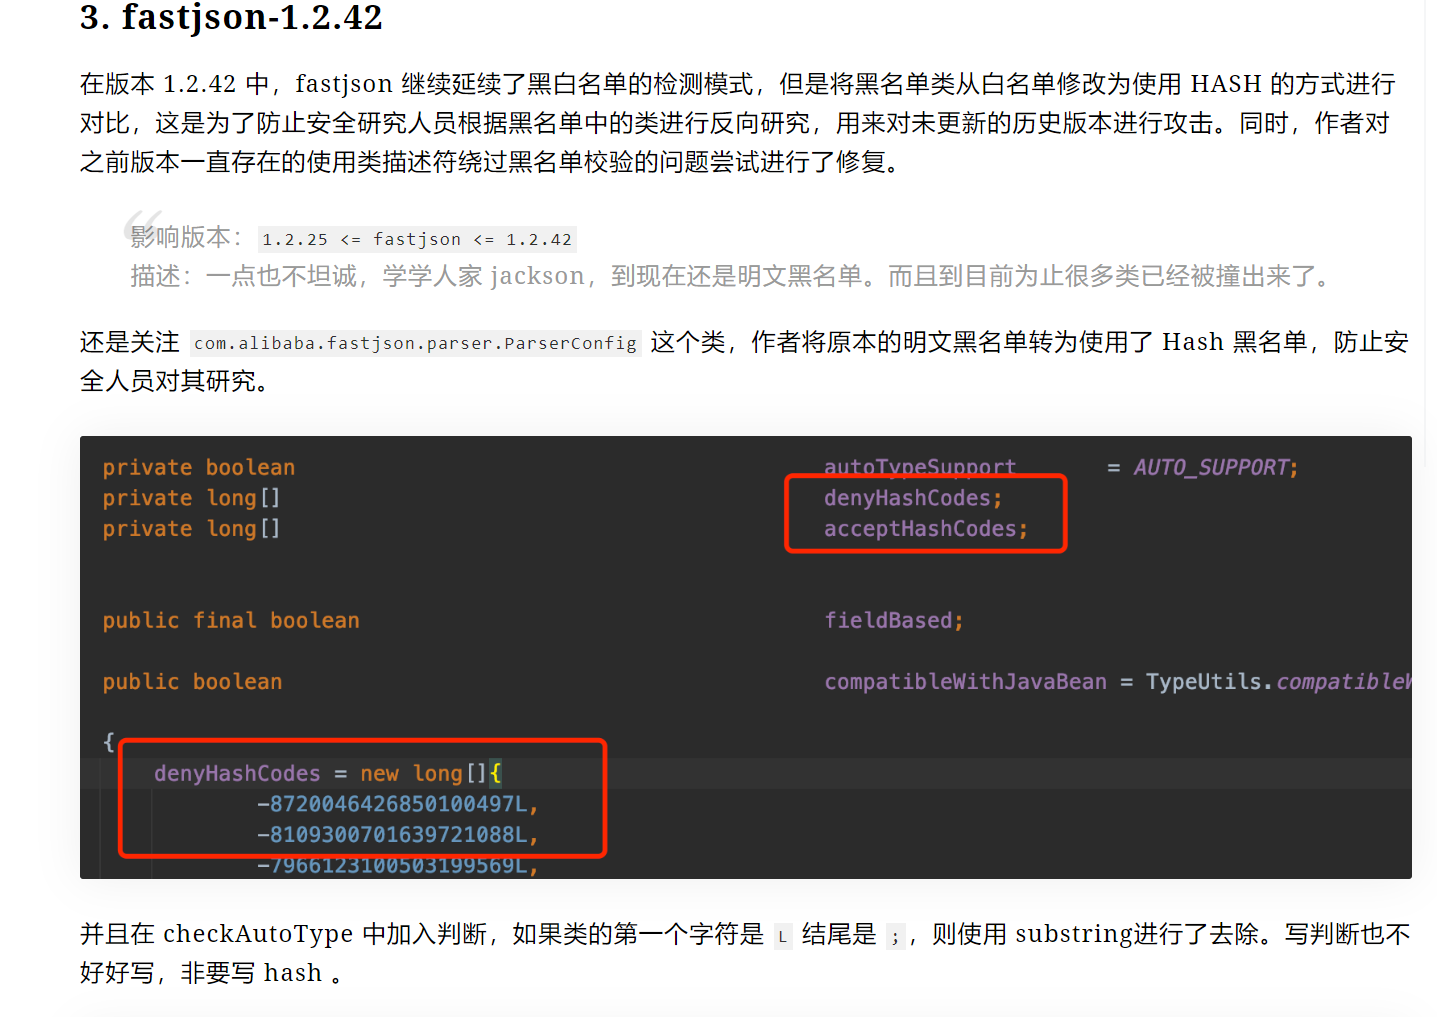 3. fastjson-1.2.42
在版本 1.2.42 中，fastjson 继续延续了黑白名单的检测模式，但是将黑名单类从白名单修改为使用 HASH 的方式进行
对比，这是为了防止安全研究人员根据黑名单中的类进行反向研究，用来对未更新的历史版本进行攻击。同时，作者对
之前版本一直存在的使用类描述符绕过黑名单校验的问题尝试进行了修复。
“
影响版本： 1.2.25 <= fastjson <= 1.2.42
描述：一点也不坦诚，学学人家 jackson，到现在还是明文黑名单。而且到目前为止很多类已经被撞出来了。
还是关注 com.alibaba.fastjson.parser.ParserConfig 这个类，作者将原本的明文黑名单转为使用了 Hash 黑名单，防止安
全人员对其研究。
private boolean autoTypeSupport = AUTO_SUPPORT;
private long[] denyHashCodes;
private long[] acceptHashCodes;
public final boolean fieldBased;
public boolean compatibleWithJavaBean = TypeUtils.compatibleW
{
denyHashCodes = new long[]{
-8720046426850100497L,
-8109300701639721088L,
-7966123100503199569L,
并且在 checkAutoType 中加入判断，如果类的第一个字符是 L 结尾是 ;，则使用 substring进行了去除。写判断也不
好好写，非要写 hash 。